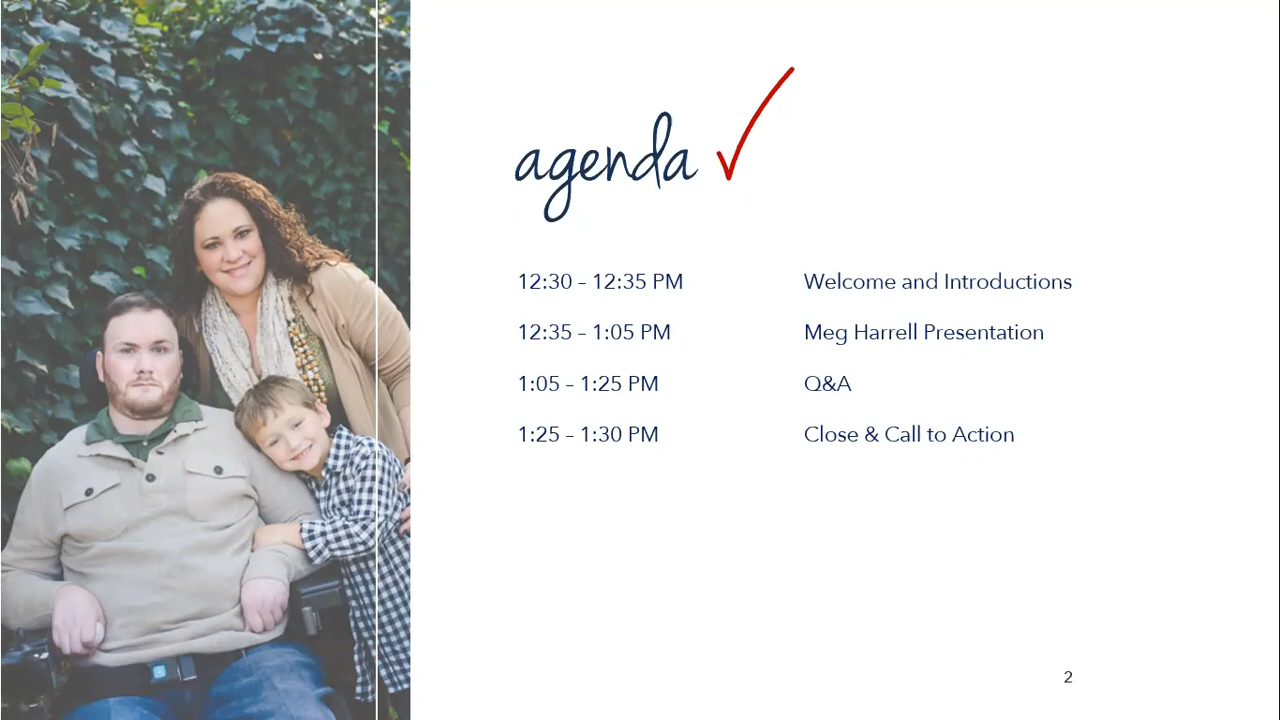 agenda
12:30 – 12:35 PM Welcome and Introductions
12:35 – 1:05 PM Meg Harrell Presentation
1:05 – 1:25 PM Q&A
1:25 – 1:30 PM Close & Call to Action
2